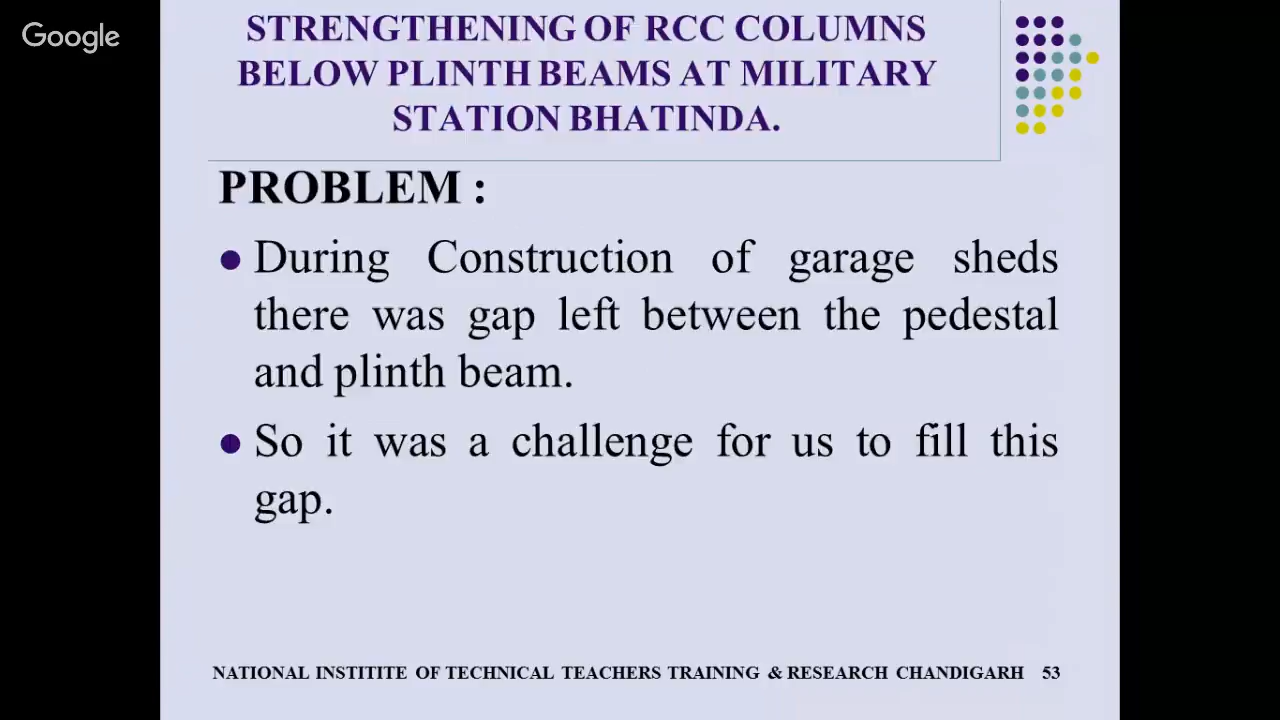 Google
STRENGTHENING OF RCC COLUMNS
BELOW PLINTH BEAMS AT MILITARY
STATION BHATINDA.
PROBLEM :
During Construction of garage sheds
there was gap left between the pedestal
and plinth beam.
So it was a challenge for us to fill this
gap.
NATIONAL INSTITITE OF TECHNICAL TEACHERS TRAINING & RESEARCH CHANDIGARH 53